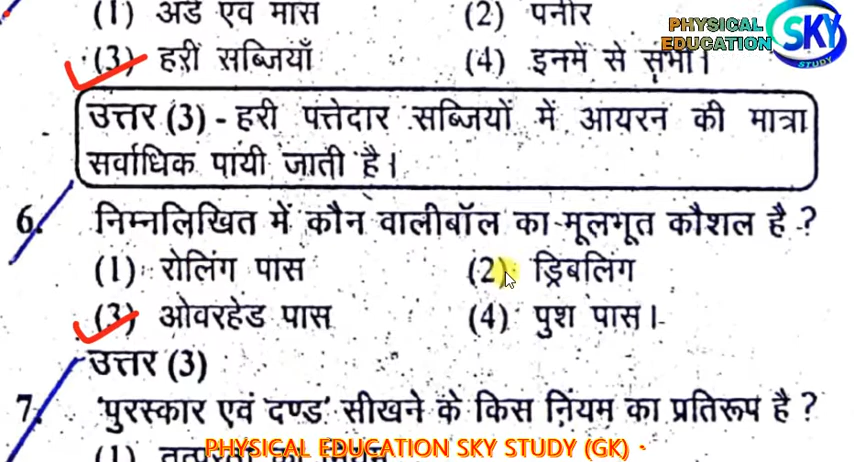 (1) अंडे एवं मांस (2) पनीर
PHYSICAL EDUCATION SKY STUDY
(3) हरी सब्जियाँ (4) इनमें से सभी।
उत्तर (3) - हरी पत्तेदार सब्जियों में आयरन की मात्रा
सर्वाधिक पायी जाती है।
6. निम्नलिखित में कौन वालीबॉल का मूलगूत कौशल है ?
(1) रोलिंग पास (2) ड्रिबलिंग
(3) ओवरहेड पास (4) पुश पास।
उत्तर (3)
7. 'पुरस्कार एवं दण्ड' सीखने के किस नियम का प्रतिरूप है ?
(1)
PHYSICAL EDUCATION SKY STUDY (GK)